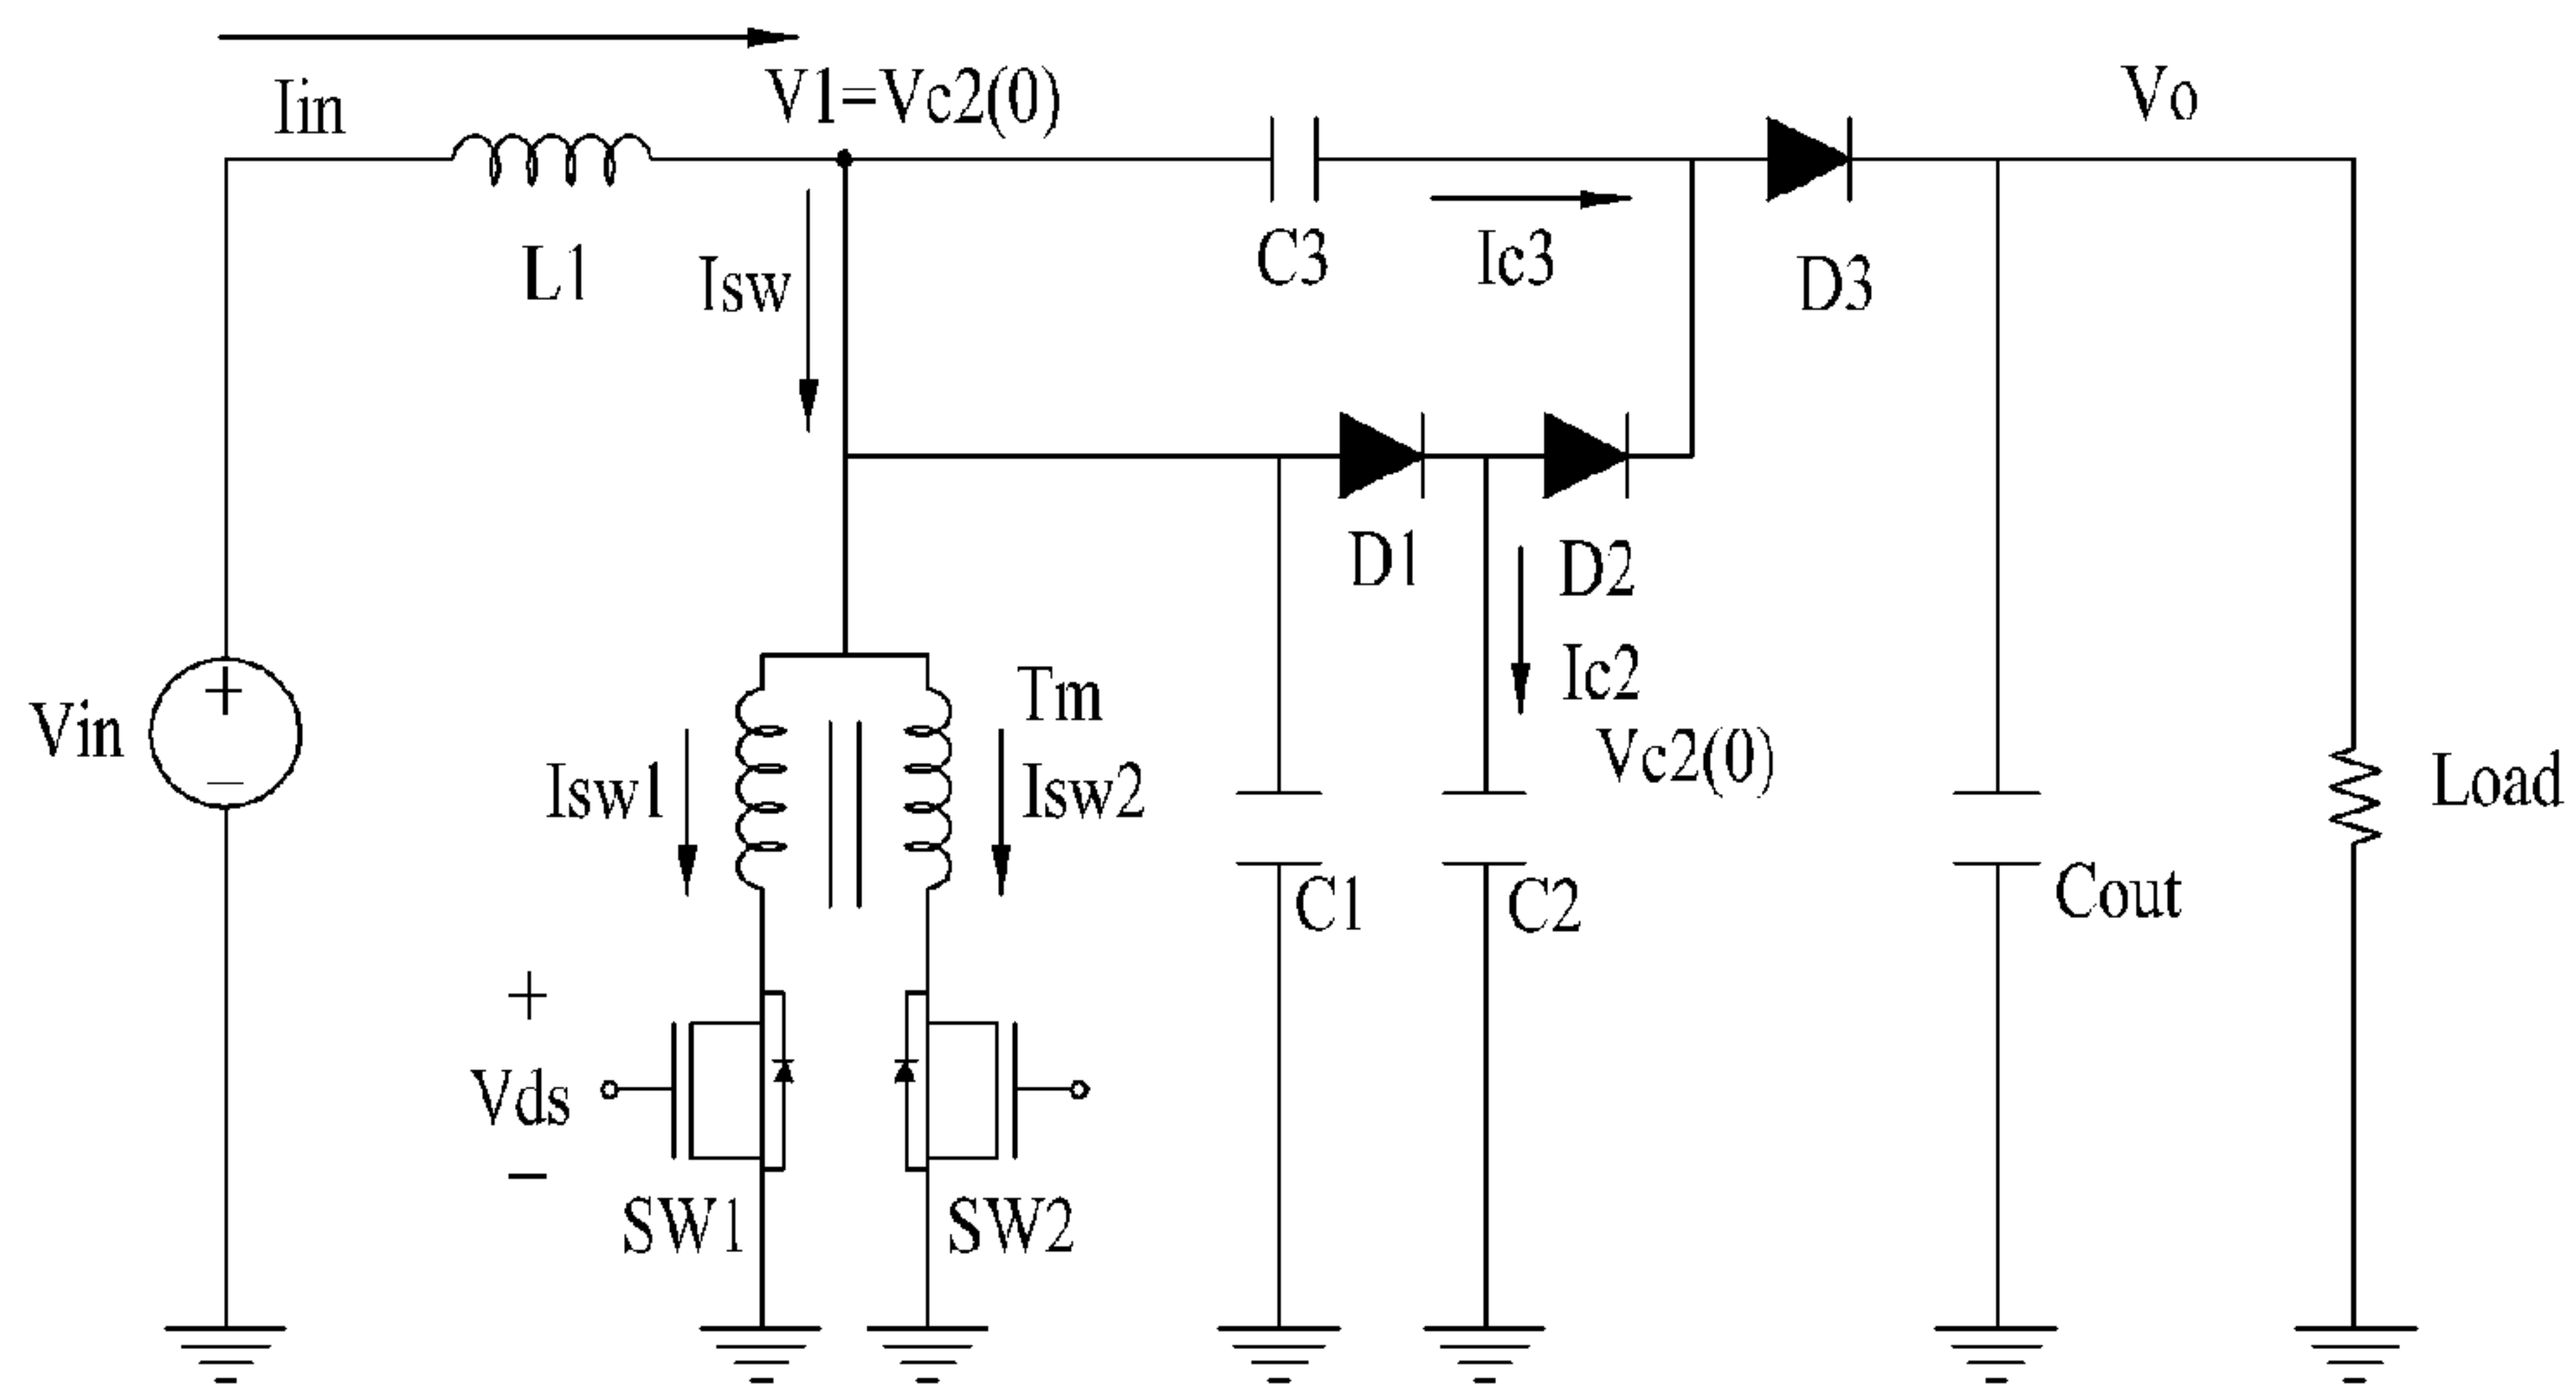 Iin
V1=Vc2(0)
Vo
L1
Isw
C3
Ic3
D3
D1
D2
Ic2
Vc2(0)
Tm
Vin
+
−
Isw1
Isw2
Load
C1
C2
Cout
+
Vds
−
SW1
SW2